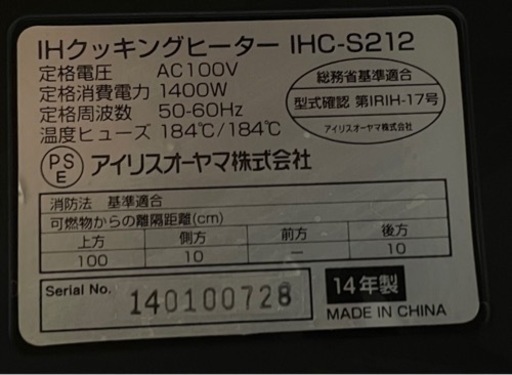 IHクッキングヒーター IHC-S212
定格電圧 AC100V
定格消費電力 1400W
定格周波数 50-60Hz
温度ヒューズ 184℃/184℃
総務省基準適合
型式確認 第IRIH-17号
アイリスオーヤマ株式会社
PS
E
アイリスオーヤマ株式会社
消防法 基準適合
可燃物からの離隔距離(cm)
上方 側方 前方 後方
100 10 — 10
Serial No. 140100728
14年製
MADE IN CHINA